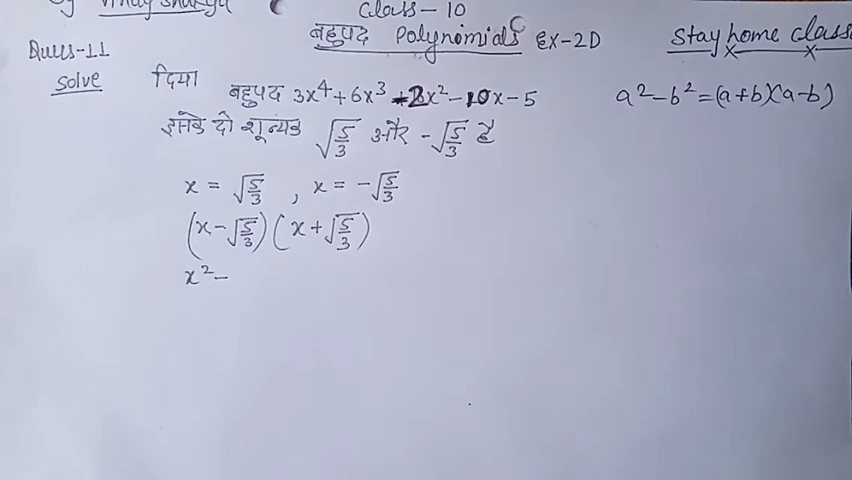 Class-10
बहुपद Polynomials Ex-2D
Stay home class
Ques-11
Solve
दिया
बहुपद 3x⁴+6x³-2x²-10x-5
a²-b²=(a+b)(a-b)
इसके दो शून्यक √5/3 और -√5/3 है
x = √5/3 , x = -√5/3
(x-√5/3)(x+√5/3)
x²-